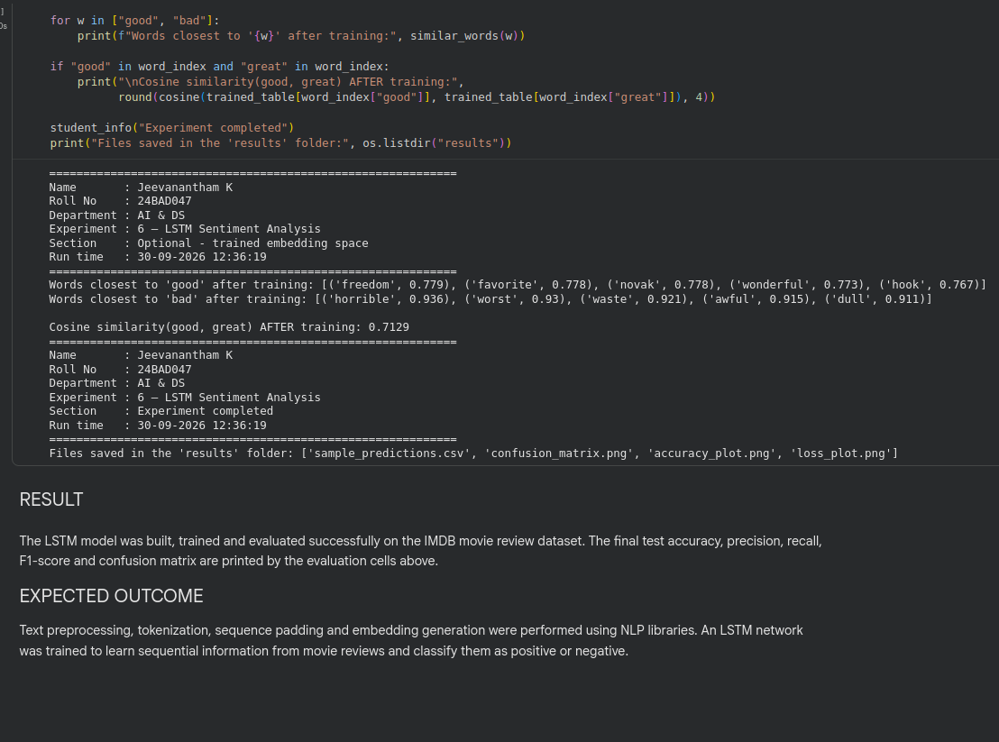 ]
0s
for w in ["good", "bad"]:
    print(f"Words closest to '{w}' after training:", similar_words(w))
if "good" in word_index and "great" in word_index:
    print("\nCosine similarity(good, great) AFTER training:",
          round(cosine(trained_table[word_index["good"]], trained_table[word_index["great"]]), 4))
student_info("Experiment completed")
print("Files saved in the 'results' folder:", os.listdir("results"))
============================================================
Name       : Jeevanantham K
Roll No    : 24BAD047
Department : AI & DS
Experiment : 6 – LSTM Sentiment Analysis
Section    : Optional - trained embedding space
Run time   : 30-09-2026 12:36:19
============================================================
Words closest to 'good' after training: [('freedom', 0.779), ('favorite', 0.778), ('novak', 0.778), ('wonderful', 0.773), ('hook', 0.767)]
Words closest to 'bad' after training: [('horrible', 0.936), ('worst', 0.93), ('waste', 0.921), ('awful', 0.915), ('dull', 0.911)]
Cosine similarity(good, great) AFTER training: 0.7129
============================================================
Name       : Jeevanantham K
Roll No    : 24BAD047
Department : AI & DS
Experiment : 6 – LSTM Sentiment Analysis
Section    : Experiment completed
Run time   : 30-09-2026 12:36:19
============================================================
Files saved in the 'results' folder: ['sample_predictions.csv', 'confusion_matrix.png', 'accuracy_plot.png', 'loss_plot.png']
RESULT
The LSTM model was built, trained and evaluated successfully on the IMDB movie review dataset. The final test accuracy, precision, recall,
F1-score and confusion matrix are printed by the evaluation cells above.
EXPECTED OUTCOME
Text preprocessing, tokenization, sequence padding and embedding generation were performed using NLP libraries. An LSTM network
was trained to learn sequential information from movie reviews and classify them as positive or negative.